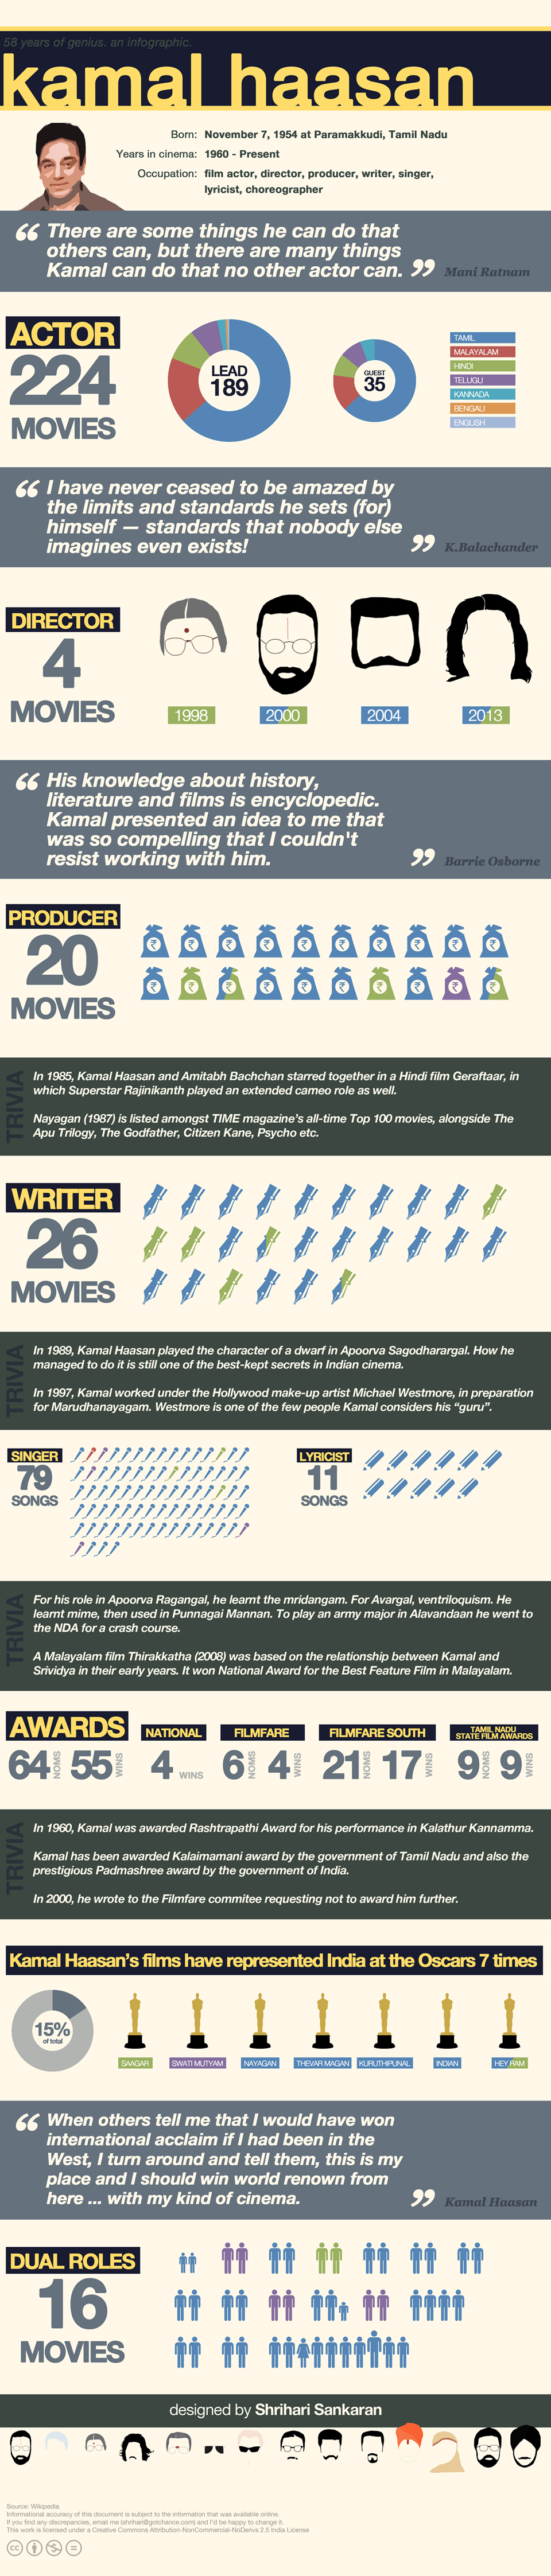 58 years of genius. an infographic.
kamal haasan
Born: November 7, 1954 at Paramakkudi, Tamil Nadu
Years in cinema: 1960 - Present
Occupation: film actor, director, producer, writer, singer,
lyricist, choreographer
“ There are some things he can do that
others can, but there are many things
Kamal can do that no other actor can. ” Mani Ratnam
ACTOR
224
MOVIES
LEAD
189
GUEST
35
TAMIL
MALAYALAM
HINDI
TELUGU
KANNADA
BENGALI
ENGLISH
“ I have never ceased to be amazed by
the limits and standards he sets (for)
himself — standards that nobody else
imagines even exists! ” K.Balachander
DIRECTOR
4
MOVIES
1998 2000 2004 2013
“ His knowledge about history,
literature and films is encyclopedic.
Kamal presented an idea to me that
was so compelling that I couldn't
resist working with him. ” Barrie Osborne
PRODUCER
20
MOVIES
TRIVIA
In 1985, Kamal Haasan and Amitabh Bachchan starred together in a Hindi film Geraftaar, in
which Superstar Rajinikanth played an extended cameo role as well.
Nayagan (1987) is listed amongst TIME magazine's all-time Top 100 movies, alongside The
Apu Trilogy, The Godfather, Citizen Kane, Psycho etc.
WRITER
26
MOVIES
TRIVIA
In 1989, Kamal Haasan played the character of a dwarf in Apoorva Sagodharargal. How he
managed to do it is still one of the best-kept secrets in Indian cinema.
In 1997, Kamal worked under the Hollywood make-up artist Michael Westmore, in preparation
for Marudhanayagam. Westmore is one of the few people Kamal considers his “guru”.
SINGER
79
SONGS
LYRICIST
11
SONGS
TRIVIA
For his role in Apoorva Ragangal, he learnt the mridangam. For Avargal, ventriloquism. He
learnt mime, then used in Punnagai Mannan. To play an army major in Alavandaan he went to
the NDA for a crash course.
A Malayalam film Thirakkatha (2008) was based on the relationship between Kamal and
Srividya in their early years. It won National Award for the Best Feature Film in Malayalam.
AWARDS
64 NOMS 55 WINS
NATIONAL
4 WINS
FILMFARE
6 NOMS 4 WINS
FILMFARE SOUTH
21 NOMS 17 WINS
TAMIL NADU
STATE FILM AWARDS
9 NOMS 9 WINS
TRIVIA
In 1960, Kamal was awarded Rashtrapathi Award for his performance in Kalathur Kannamma.
Kamal has been awarded Kalaimamani award by the government of Tamil Nadu and also the
prestigious Padmashree award by the government of India.
In 2000, he wrote to the Filmfare commitee requesting not to award him further.
Kamal Haasan's films have represented India at the Oscars 7 times
15%
of total
SAAGAR SWATI MUTYAM NAYAGAN THEVAR MAGAN KURUTHIPUNAL INDIAN HEY RAM
“ When others tell me that I would have won
international acclaim if I had been in the
West, I turn around and tell them, this is my
place and I should win world renown from
here ... with my kind of cinema. ” Kamal Haasan
DUAL ROLES
16
MOVIES
designed by Shrihari Sankaran
Source: Wikipedia
Informational accuracy of this document is subject to the information that was available online.
If you find any discrepancies, email me (shrihari@gotchance.com) and I'd be happy to change it.
This work is licensed under a Creative Commons Attribution-NonCommercial-NoDerivs 2.5 India License